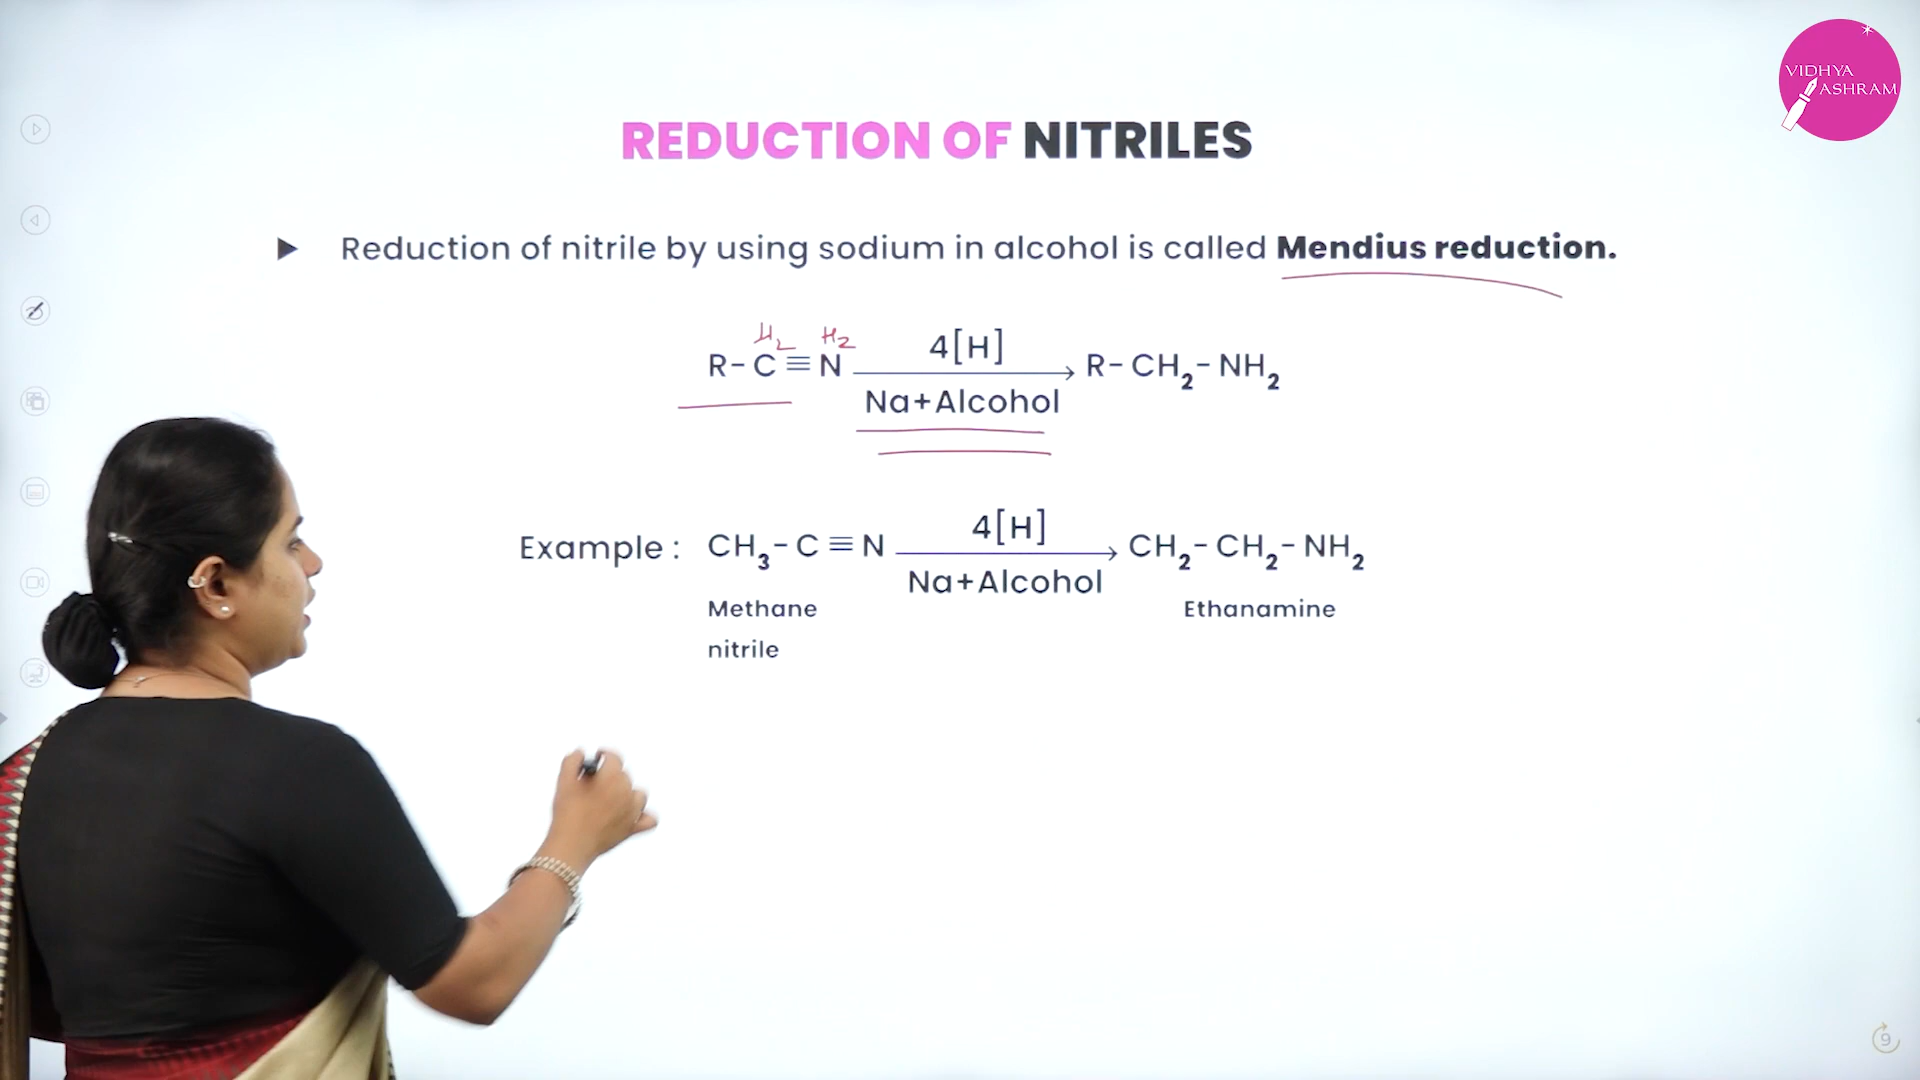 VIDHYA
ASHRAM
REDUCTION OF NITRILES
▶ Reduction of nitrile by using sodium in alcohol is called Mendius reduction.
H₂ H₂
4[H]
R-C≡N → R-CH₂-NH₂
Na+Alcohol
4[H]
Example : CH₃-C≡N → CH₂-CH₂-NH₂
Na+Alcohol
Methane Ethanamine
nitrile
9